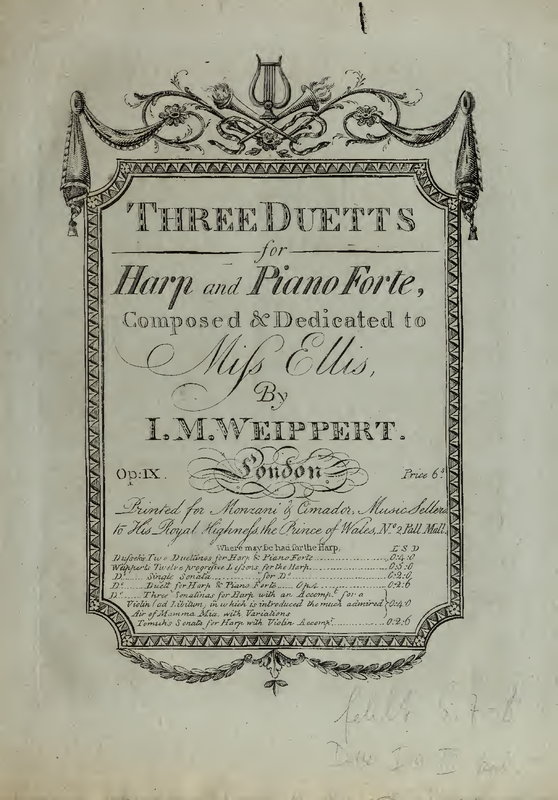 THREE DUETTS
for
Harp and Piano Forte,
Composed & Dedicated to
Miſs Ellis,
By
I.M.WEIPPERT.
Op: IX.
London
Price 6s
Printed for Monzani & Cimador, Music Sellers
to His Royal Highneſs, the Prince of Wales, No. 2 Pall Mall.
Where may be had for the Harp, L S D
Duſsek's Two Duettinos for Harp & Piano Forte 0:4:0
Weipperts Twelve progreſsive Leſsons for the Harp 0:5:0
Do. Single Sonata for Do. 0:2:0
Do. Duett for Harp & Piano Forte Op:4 0:2:6
Do. Three Sonatinas for Harp with an Accompt. for a
Violin (ad Libitum, in which is introduced the much admired 0:4:0
Air of Mamma Mia, with Variations
Tomich's Sonata for Harp with Violin Accompt. 0:2:6